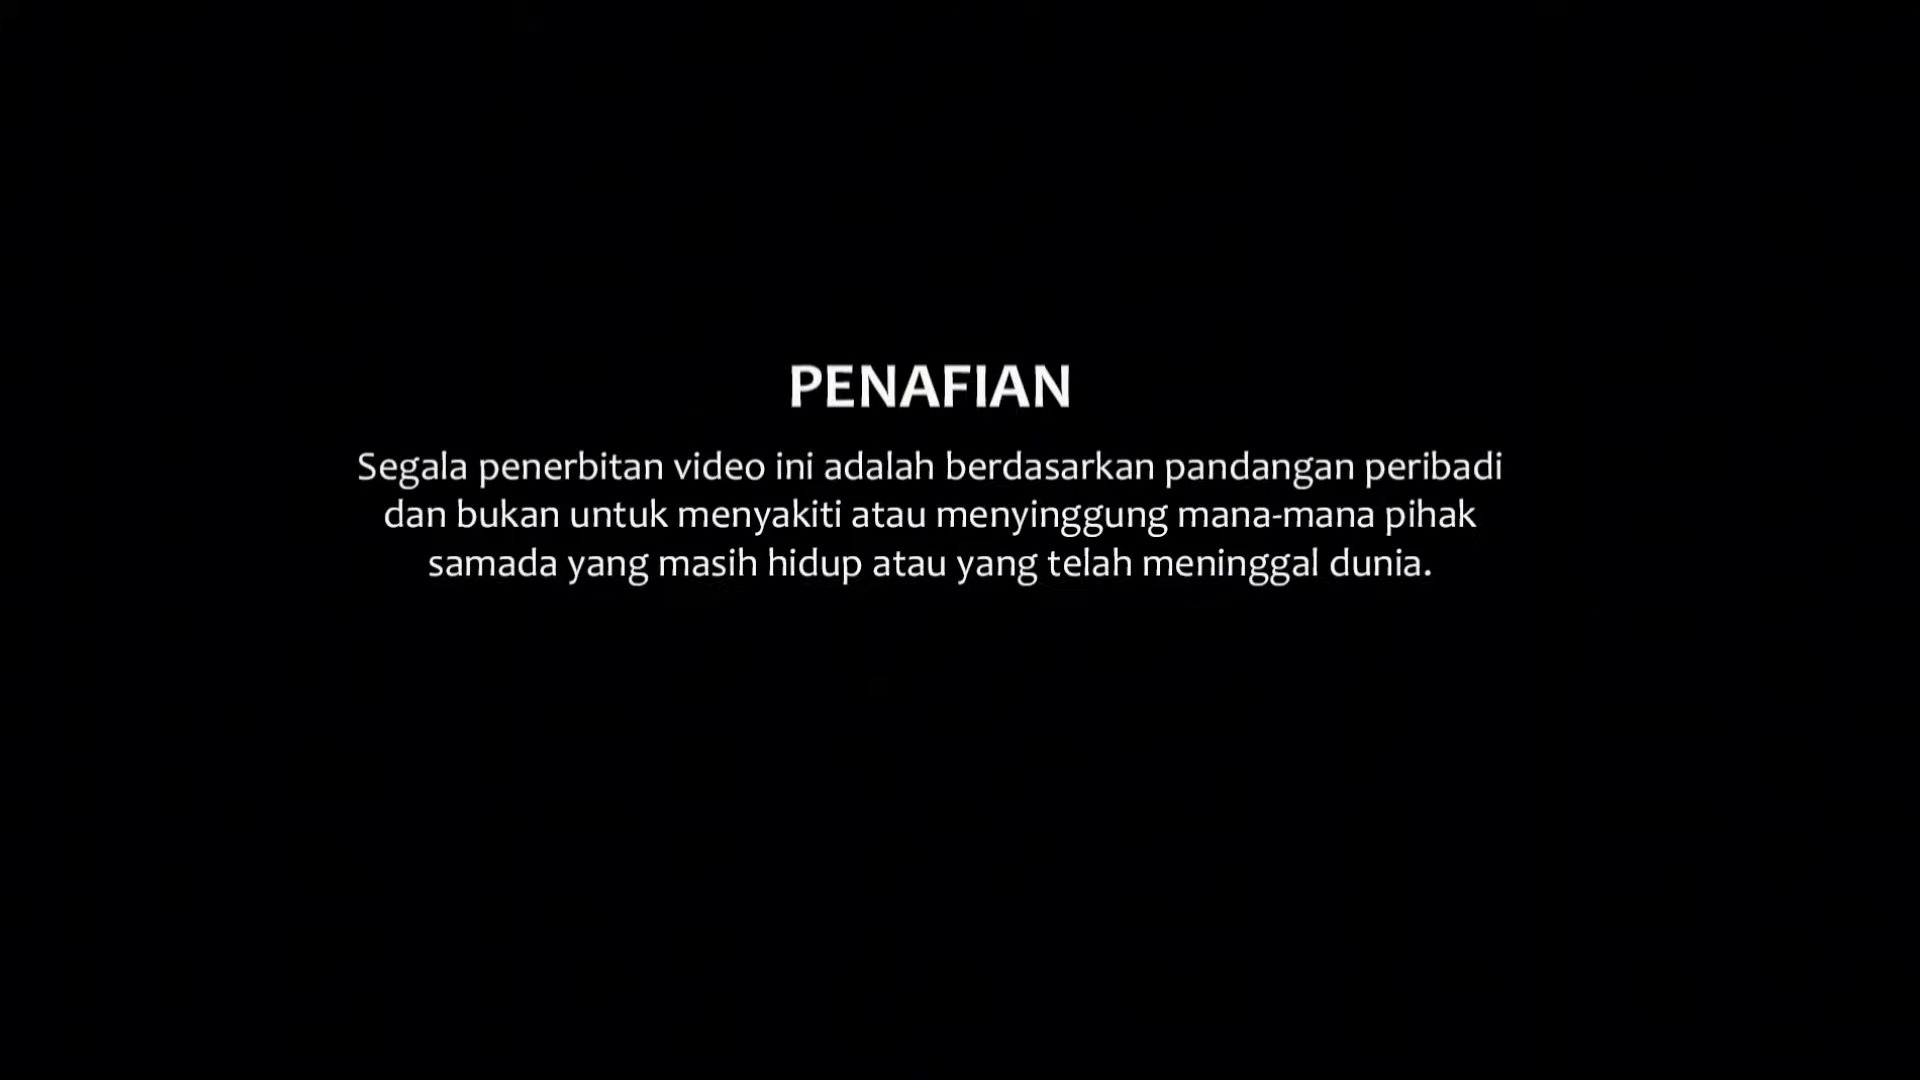 PENAFIAN
Segala penerbitan video ini adalah berdasarkan pandangan peribadi
dan bukan untuk menyakiti atau menyinggung mana-mana pihak
samada yang masih hidup atau yang telah meninggal dunia.